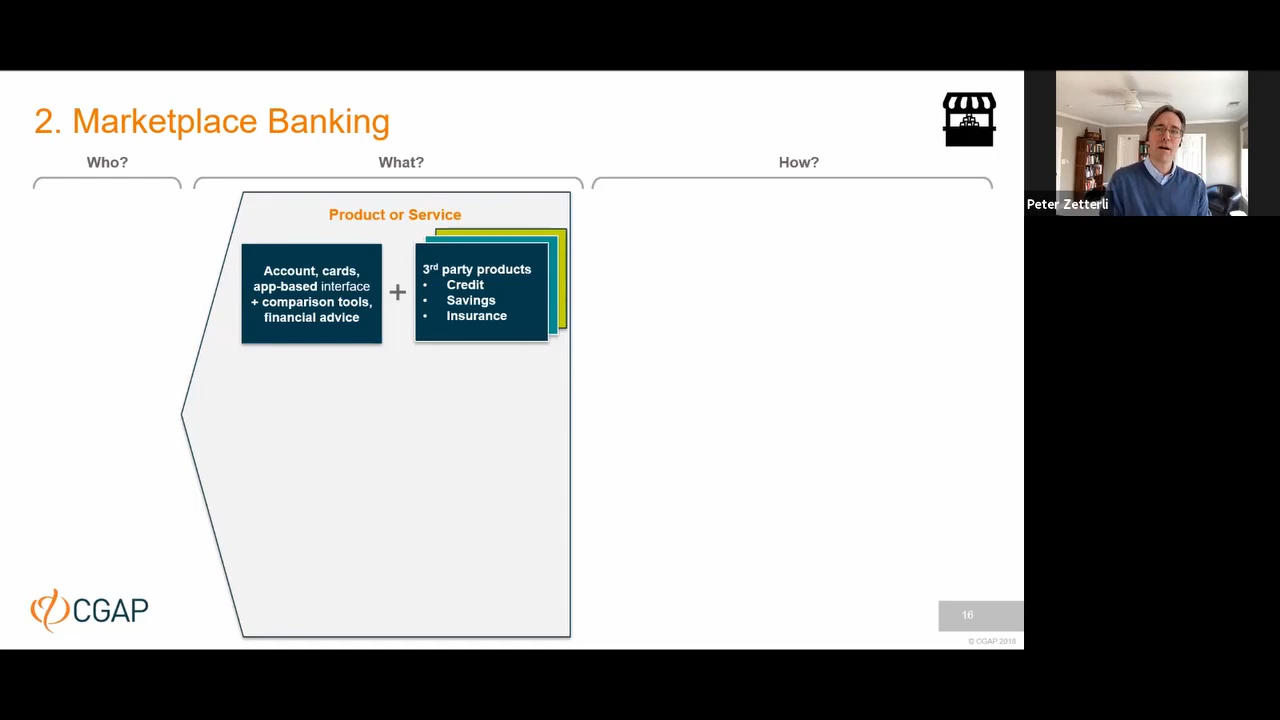 2. Marketplace Banking
Who?
What?
How?
Product or Service
Account, cards,
app-based interface
+ comparison tools,
financial advice
+
3rd party products
• Credit
• Savings
• Insurance
Peter Zetterli
CGAP
16
© CGAP 2018